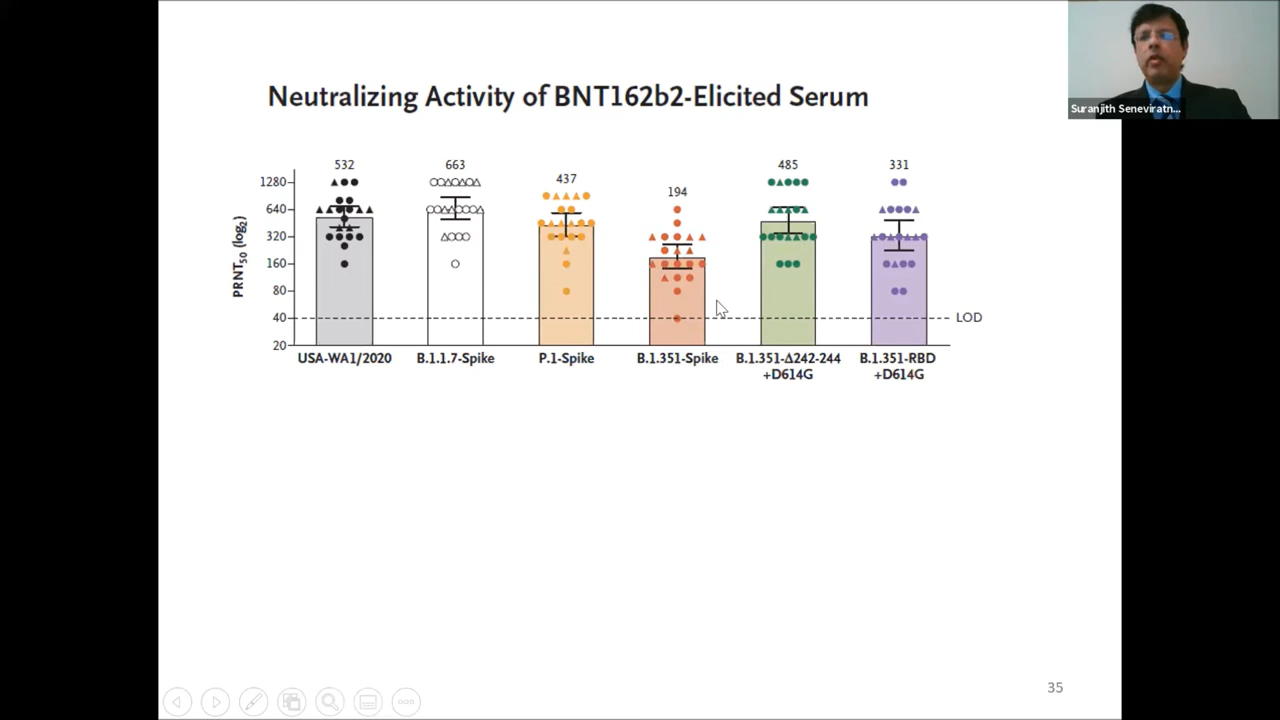 Suranjith Seneviratn...
Neutralizing Activity of BNT162b2-Elicited Serum
532
663
437
194
485
331
PRNT50 (log2)
1280
640
320
160
80
40
20
LOD
USA-WA1/2020
B.1.1.7-Spike
P.1-Spike
B.1.351-Spike
B.1.351-Δ242-244
+D614G
B.1.351-RBD
+D614G
35